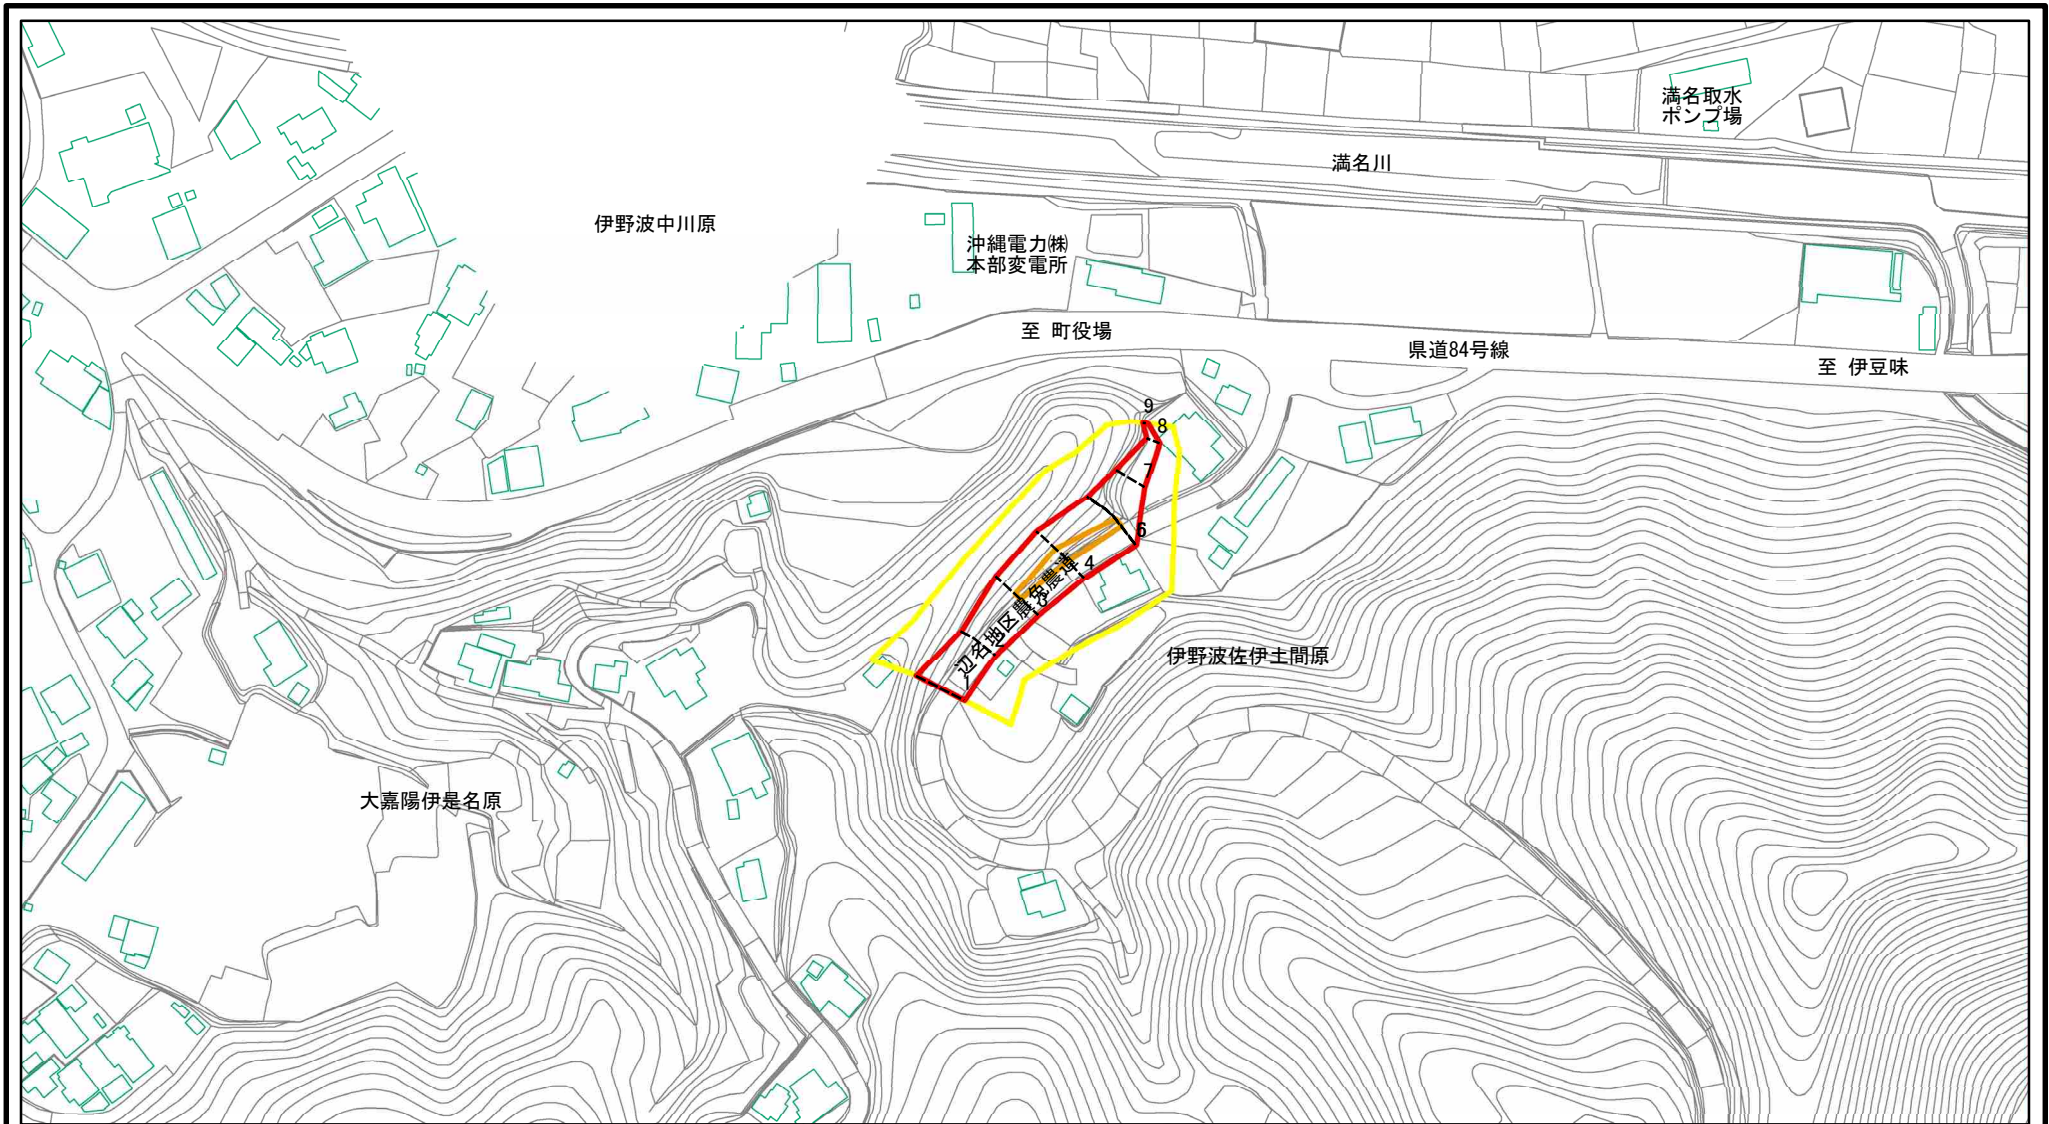 満名取水
ポンプ場
満名川
伊野波中川原
沖縄電力㈱
本部変電所
至 町役場
県道84号線
至 伊豆味
9
8
7
6
4
3
2
1
辺名地区農免農道
伊野波佐伊土間原
大嘉陽伊是名原